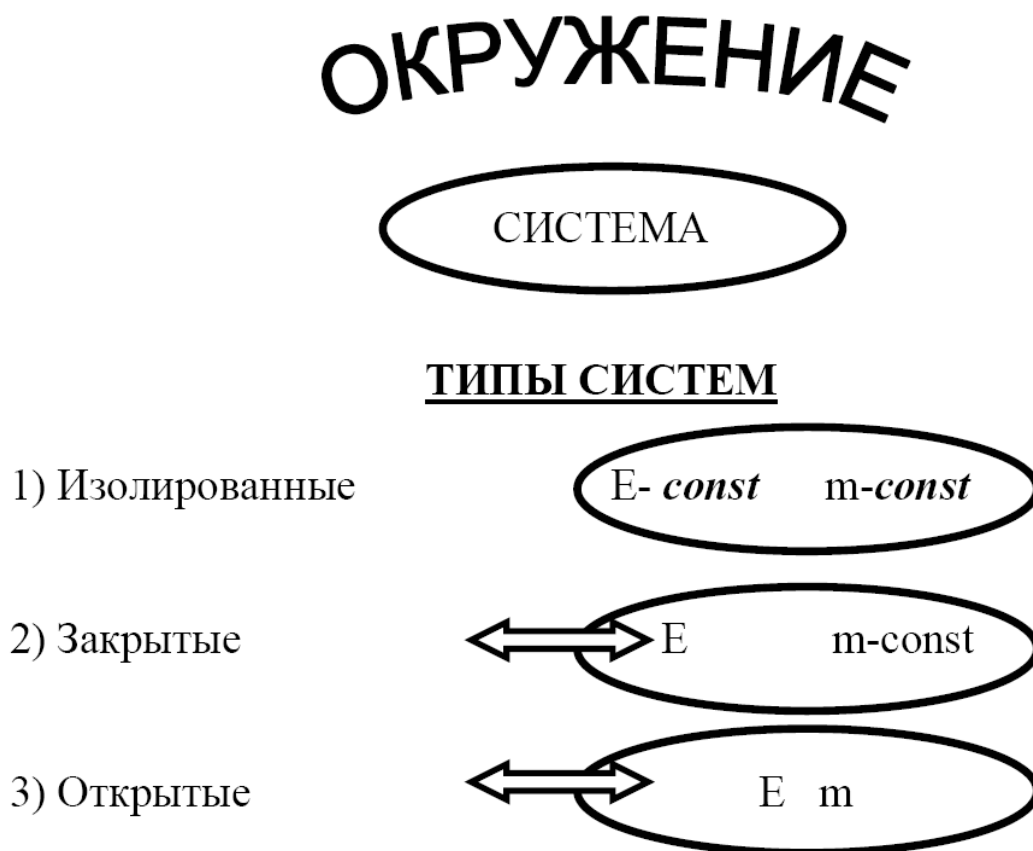 ОКРУЖЕНИЕ
СИСТЕМА
ТИПЫ СИСТЕМ
1) Изолированные E- const m-const
2) Закрытые E m-const
3) Открытые E m